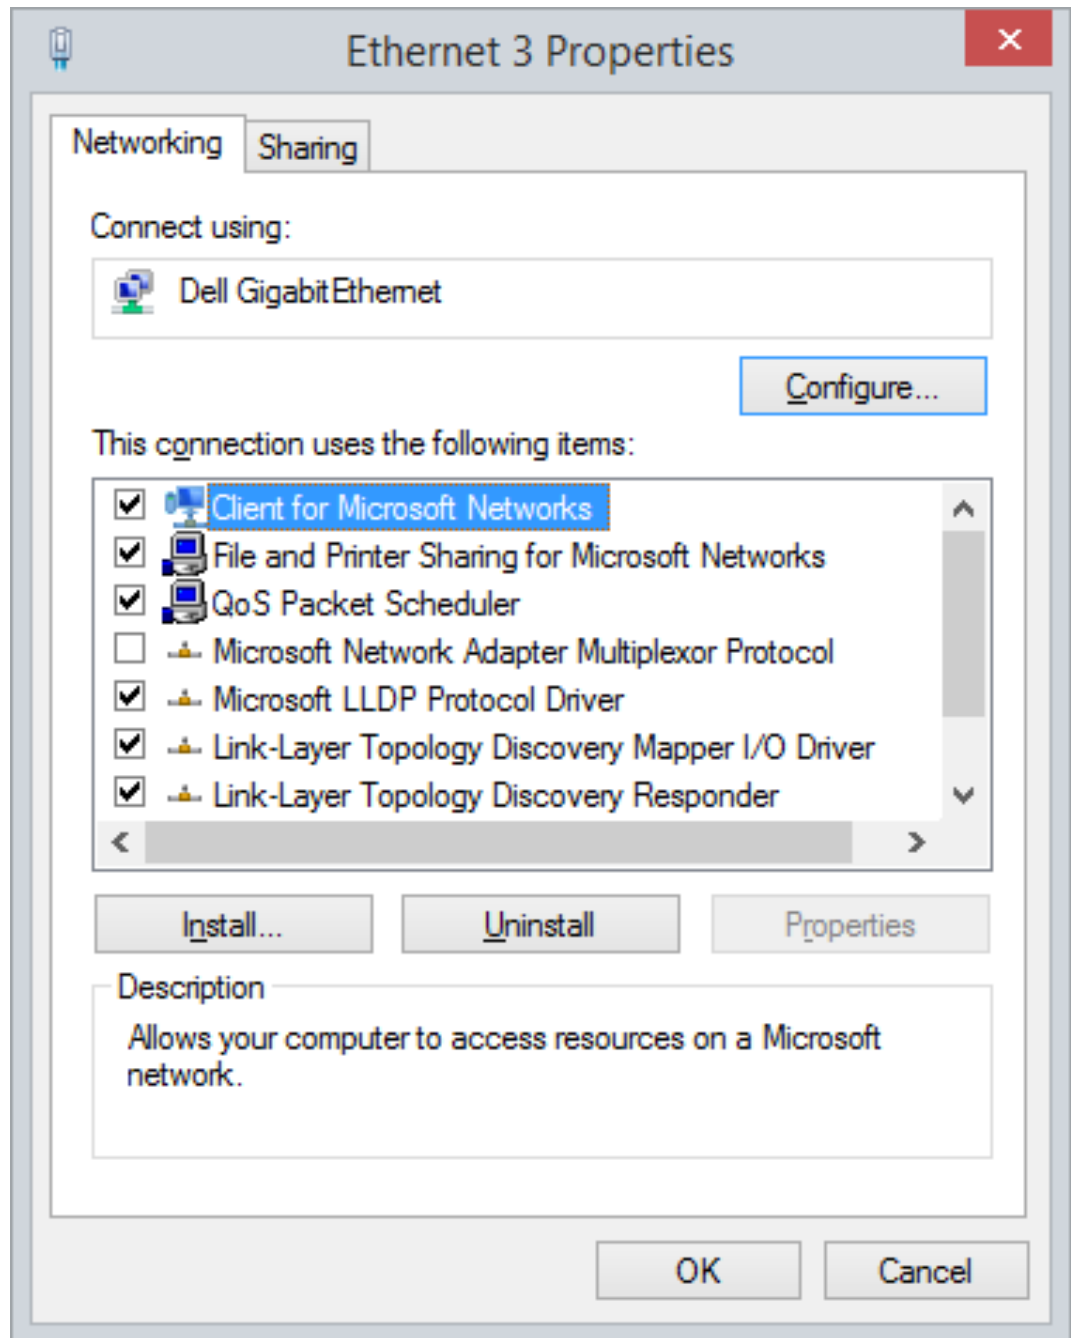 Ethernet 3 Properties
Networking
Sharing
Connect using:
Dell GigabitEthernet
Configure...
This connection uses the following items:
Client for Microsoft Networks
File and Printer Sharing for Microsoft Networks
QoS Packet Scheduler
Microsoft Network Adapter Multiplexor Protocol
Microsoft LLDP Protocol Driver
Link-Layer Topology Discovery Mapper I/O Driver
Link-Layer Topology Discovery Responder
Install...
Uninstall
Properties
Description
Allows your computer to access resources on a Microsoft
network.
OK
Cancel